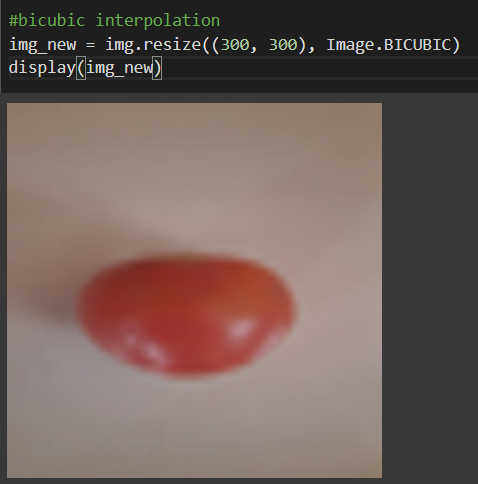 #bicubic interpolation
img_new = img.resize((300, 300), Image.BICUBIC)
display(img_new)